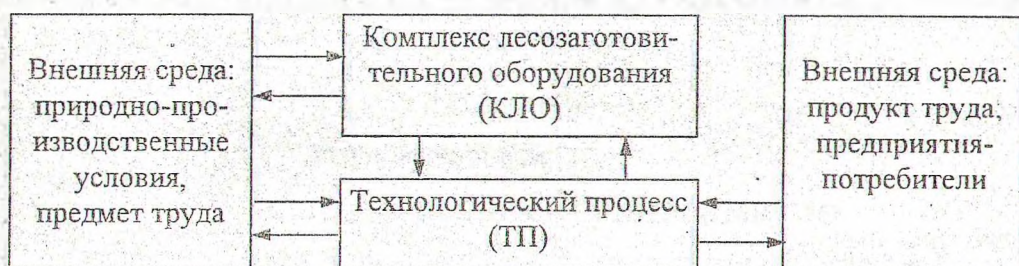 Внешняя среда:
природно-про-
изводственные
условия,
предмет труда
Комплекс лесозаготови-
тельного оборудования
(КЛО)
Технологический процесс
(ТП)
Внешняя среда:
продукт труда,
предприятия-
потребители